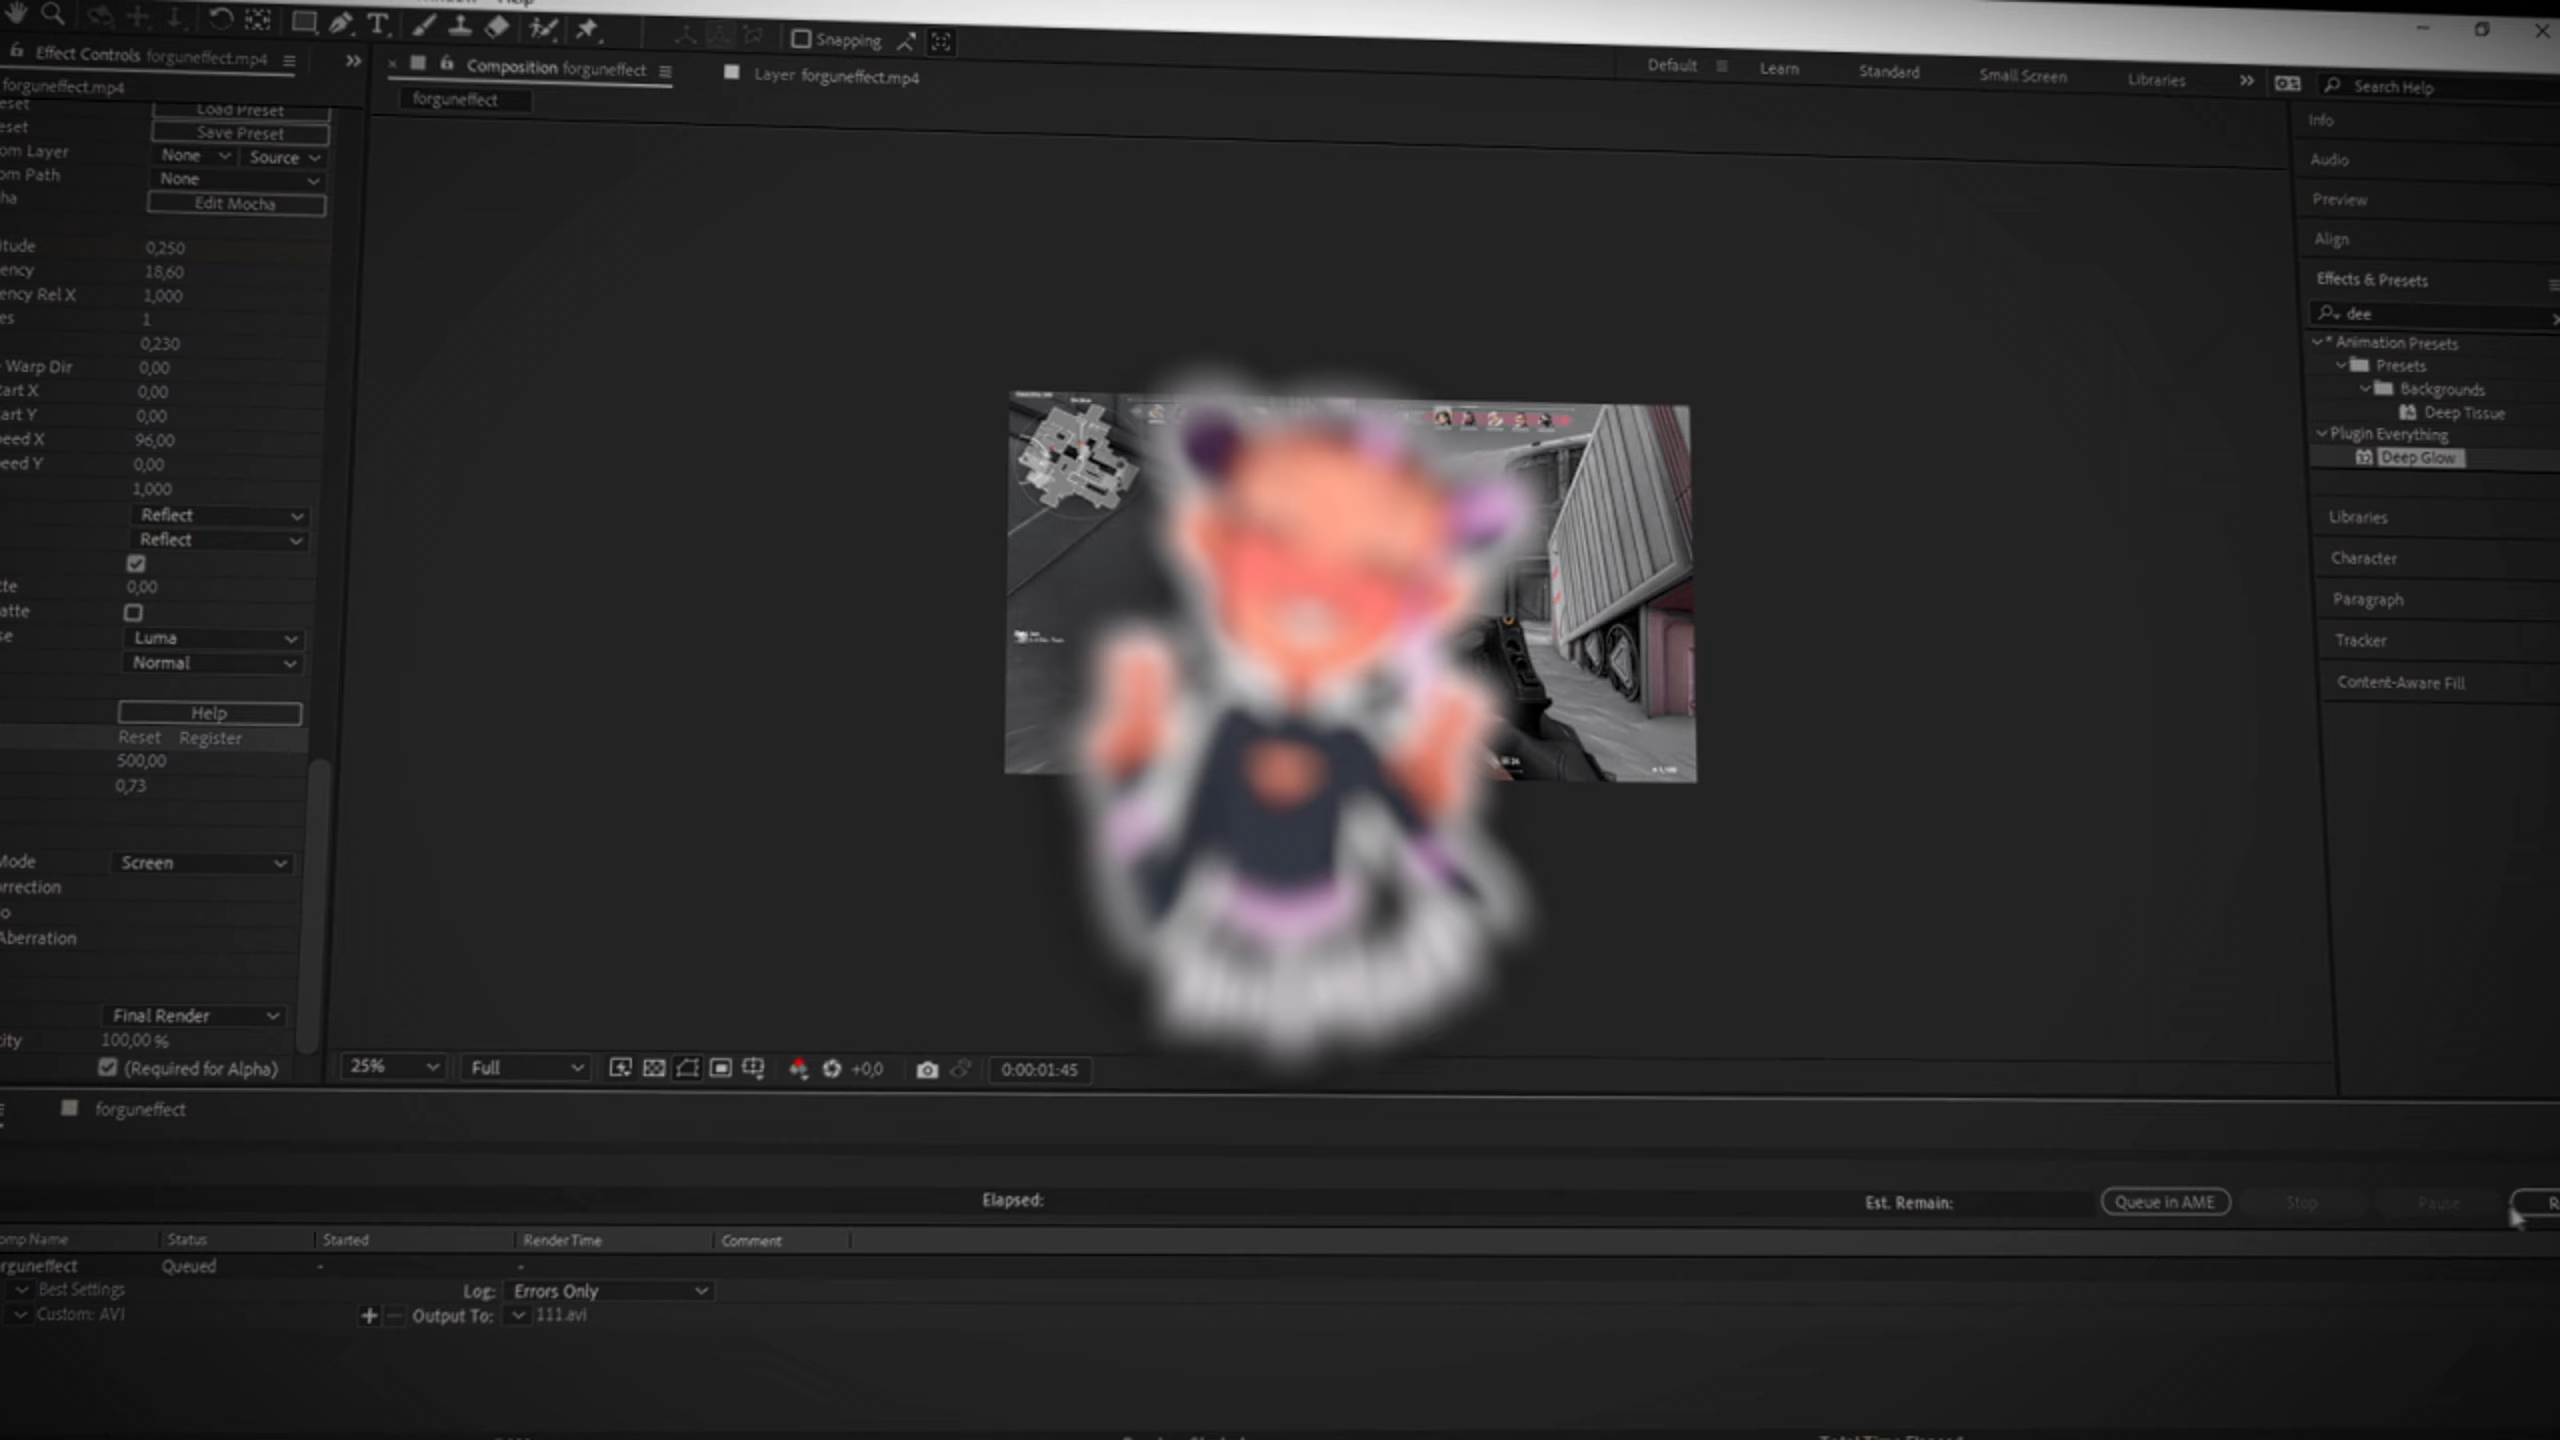 Snapping
Default
Learn
Standard
Small Screen
Libraries
Search Help
Effect Controls forguneffect.mp4
Composition forguneffect
Layer forguneffect.mp4
forguneffect.mp4
forguneffect
Load Preset
Save Preset
None
Source
None
Edit Mocha
0,250
18,60
Rel X
1,000
1
0,230
Warp Dir
0,00
X
0,00
Y
0,00
X
96,00
Y
0,00
1,000
Reflect
Reflect
0,00
Luma
Normal
Help
Reset
Register
500,00
0,73
Screen
Final Render
100,00 %
(Required for Alpha)
Info
Audio
Preview
Align
Effects & Presets
dee
* Animation Presets
Presets
Backgrounds
Deep Tissue
Plugin Everything
Deep Glow
Libraries
Character
Paragraph
Tracker
Content-Aware Fill
25%
Full
+0,0
0:00:01:45
forguneffect
Elapsed:
Est. Remain:
Queue in AME
Stop
Pause
Name
Status
Started
Render Time
Comment
Queued
-
-
Best Settings
Log:
Errors Only
Custom: AVI
Output To:
111.avi